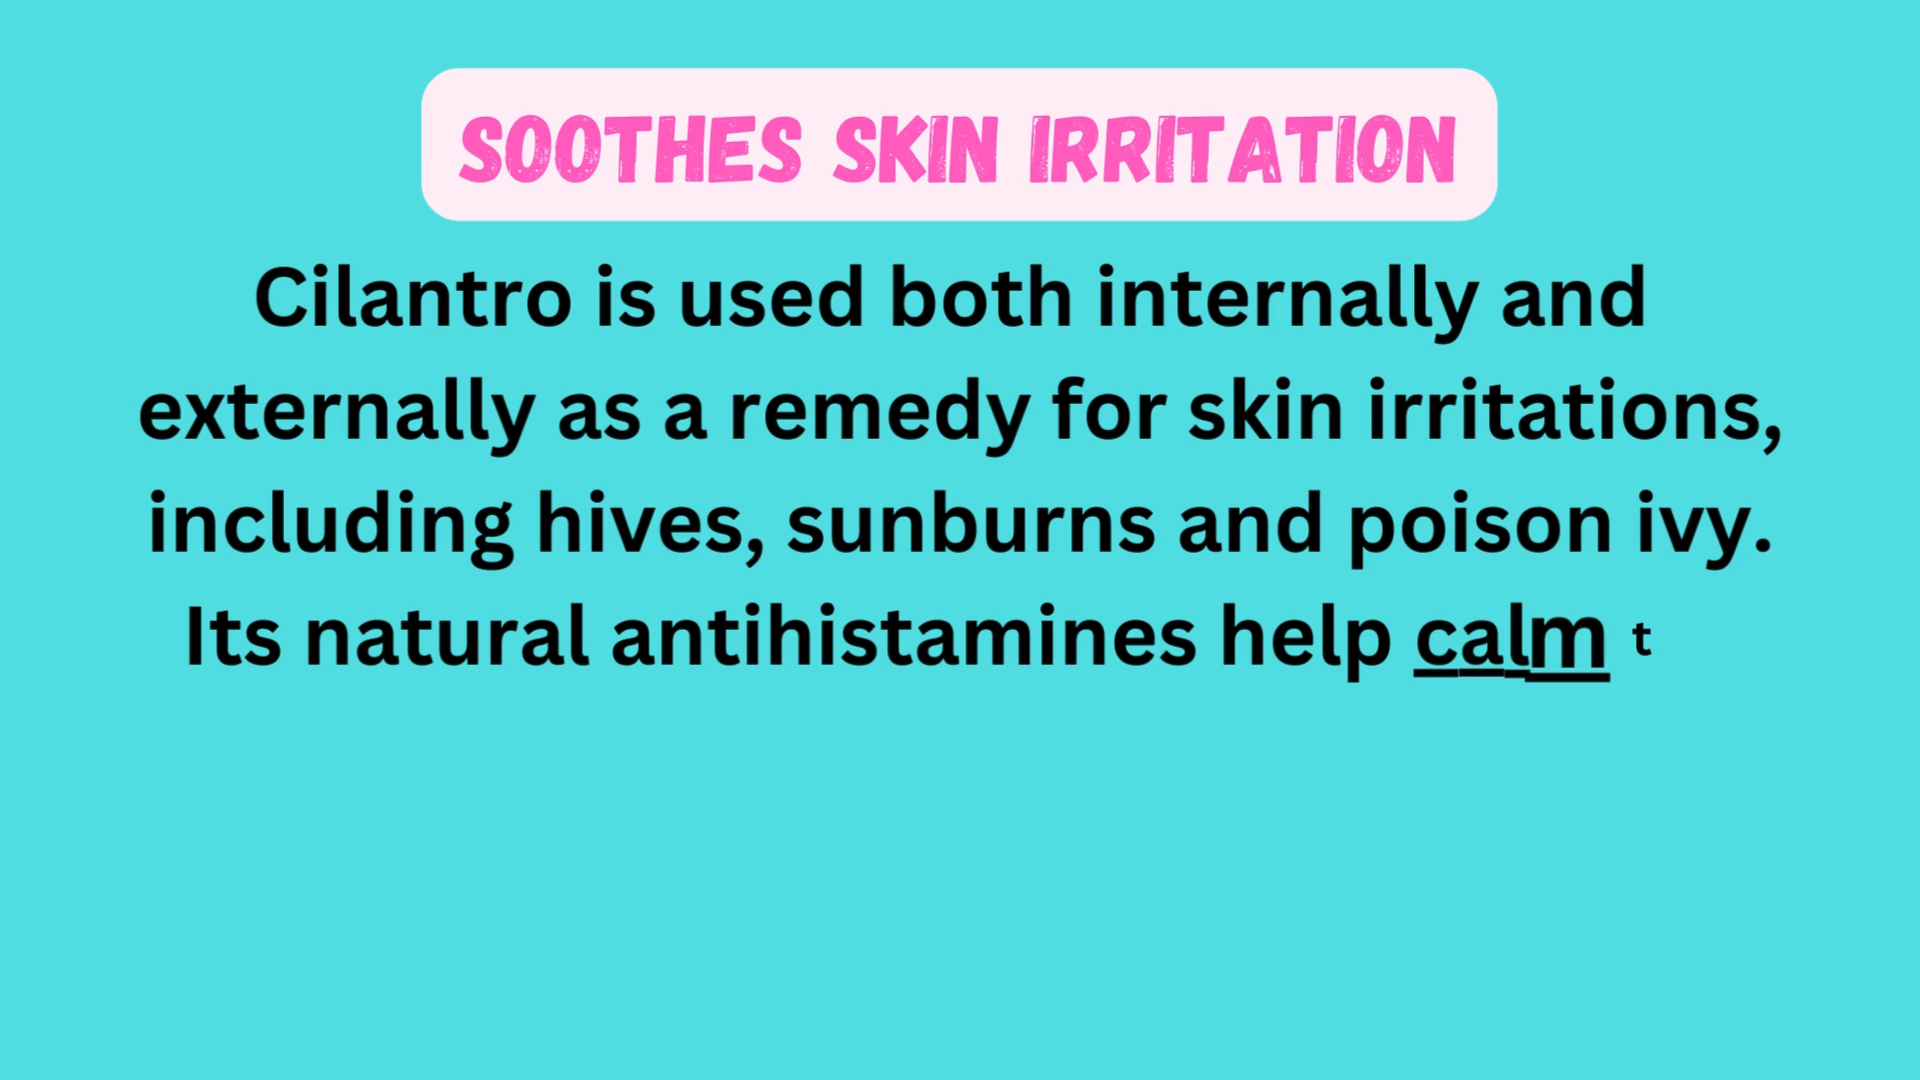 SOOTHES SKIN IRRITATION
Cilantro is used both internally and
externally as a remedy for skin irritations,
including hives, sunburns and poison ivy.
Its natural antihistamines help calm t